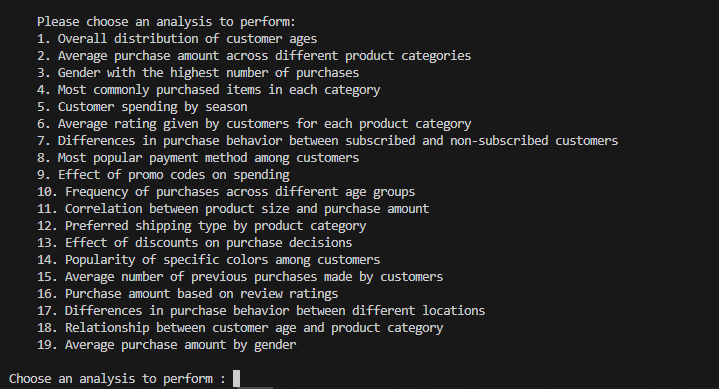 Please choose an analysis to perform:
1. Overall distribution of customer ages
2. Average purchase amount across different product categories
3. Gender with the highest number of purchases
4. Most commonly purchased items in each category
5. Customer spending by season
6. Average rating given by customers for each product category
7. Differences in purchase behavior between subscribed and non-subscribed customers
8. Most popular payment method among customers
9. Effect of promo codes on spending
10. Frequency of purchases across different age groups
11. Correlation between product size and purchase amount
12. Preferred shipping type by product category
13. Effect of discounts on purchase decisions
14. Popularity of specific colors among customers
15. Average number of previous purchases made by customers
16. Purchase amount based on review ratings
17. Differences in purchase behavior between different locations
18. Relationship between customer age and product category
19. Average purchase amount by gender
Choose an analysis to perform :